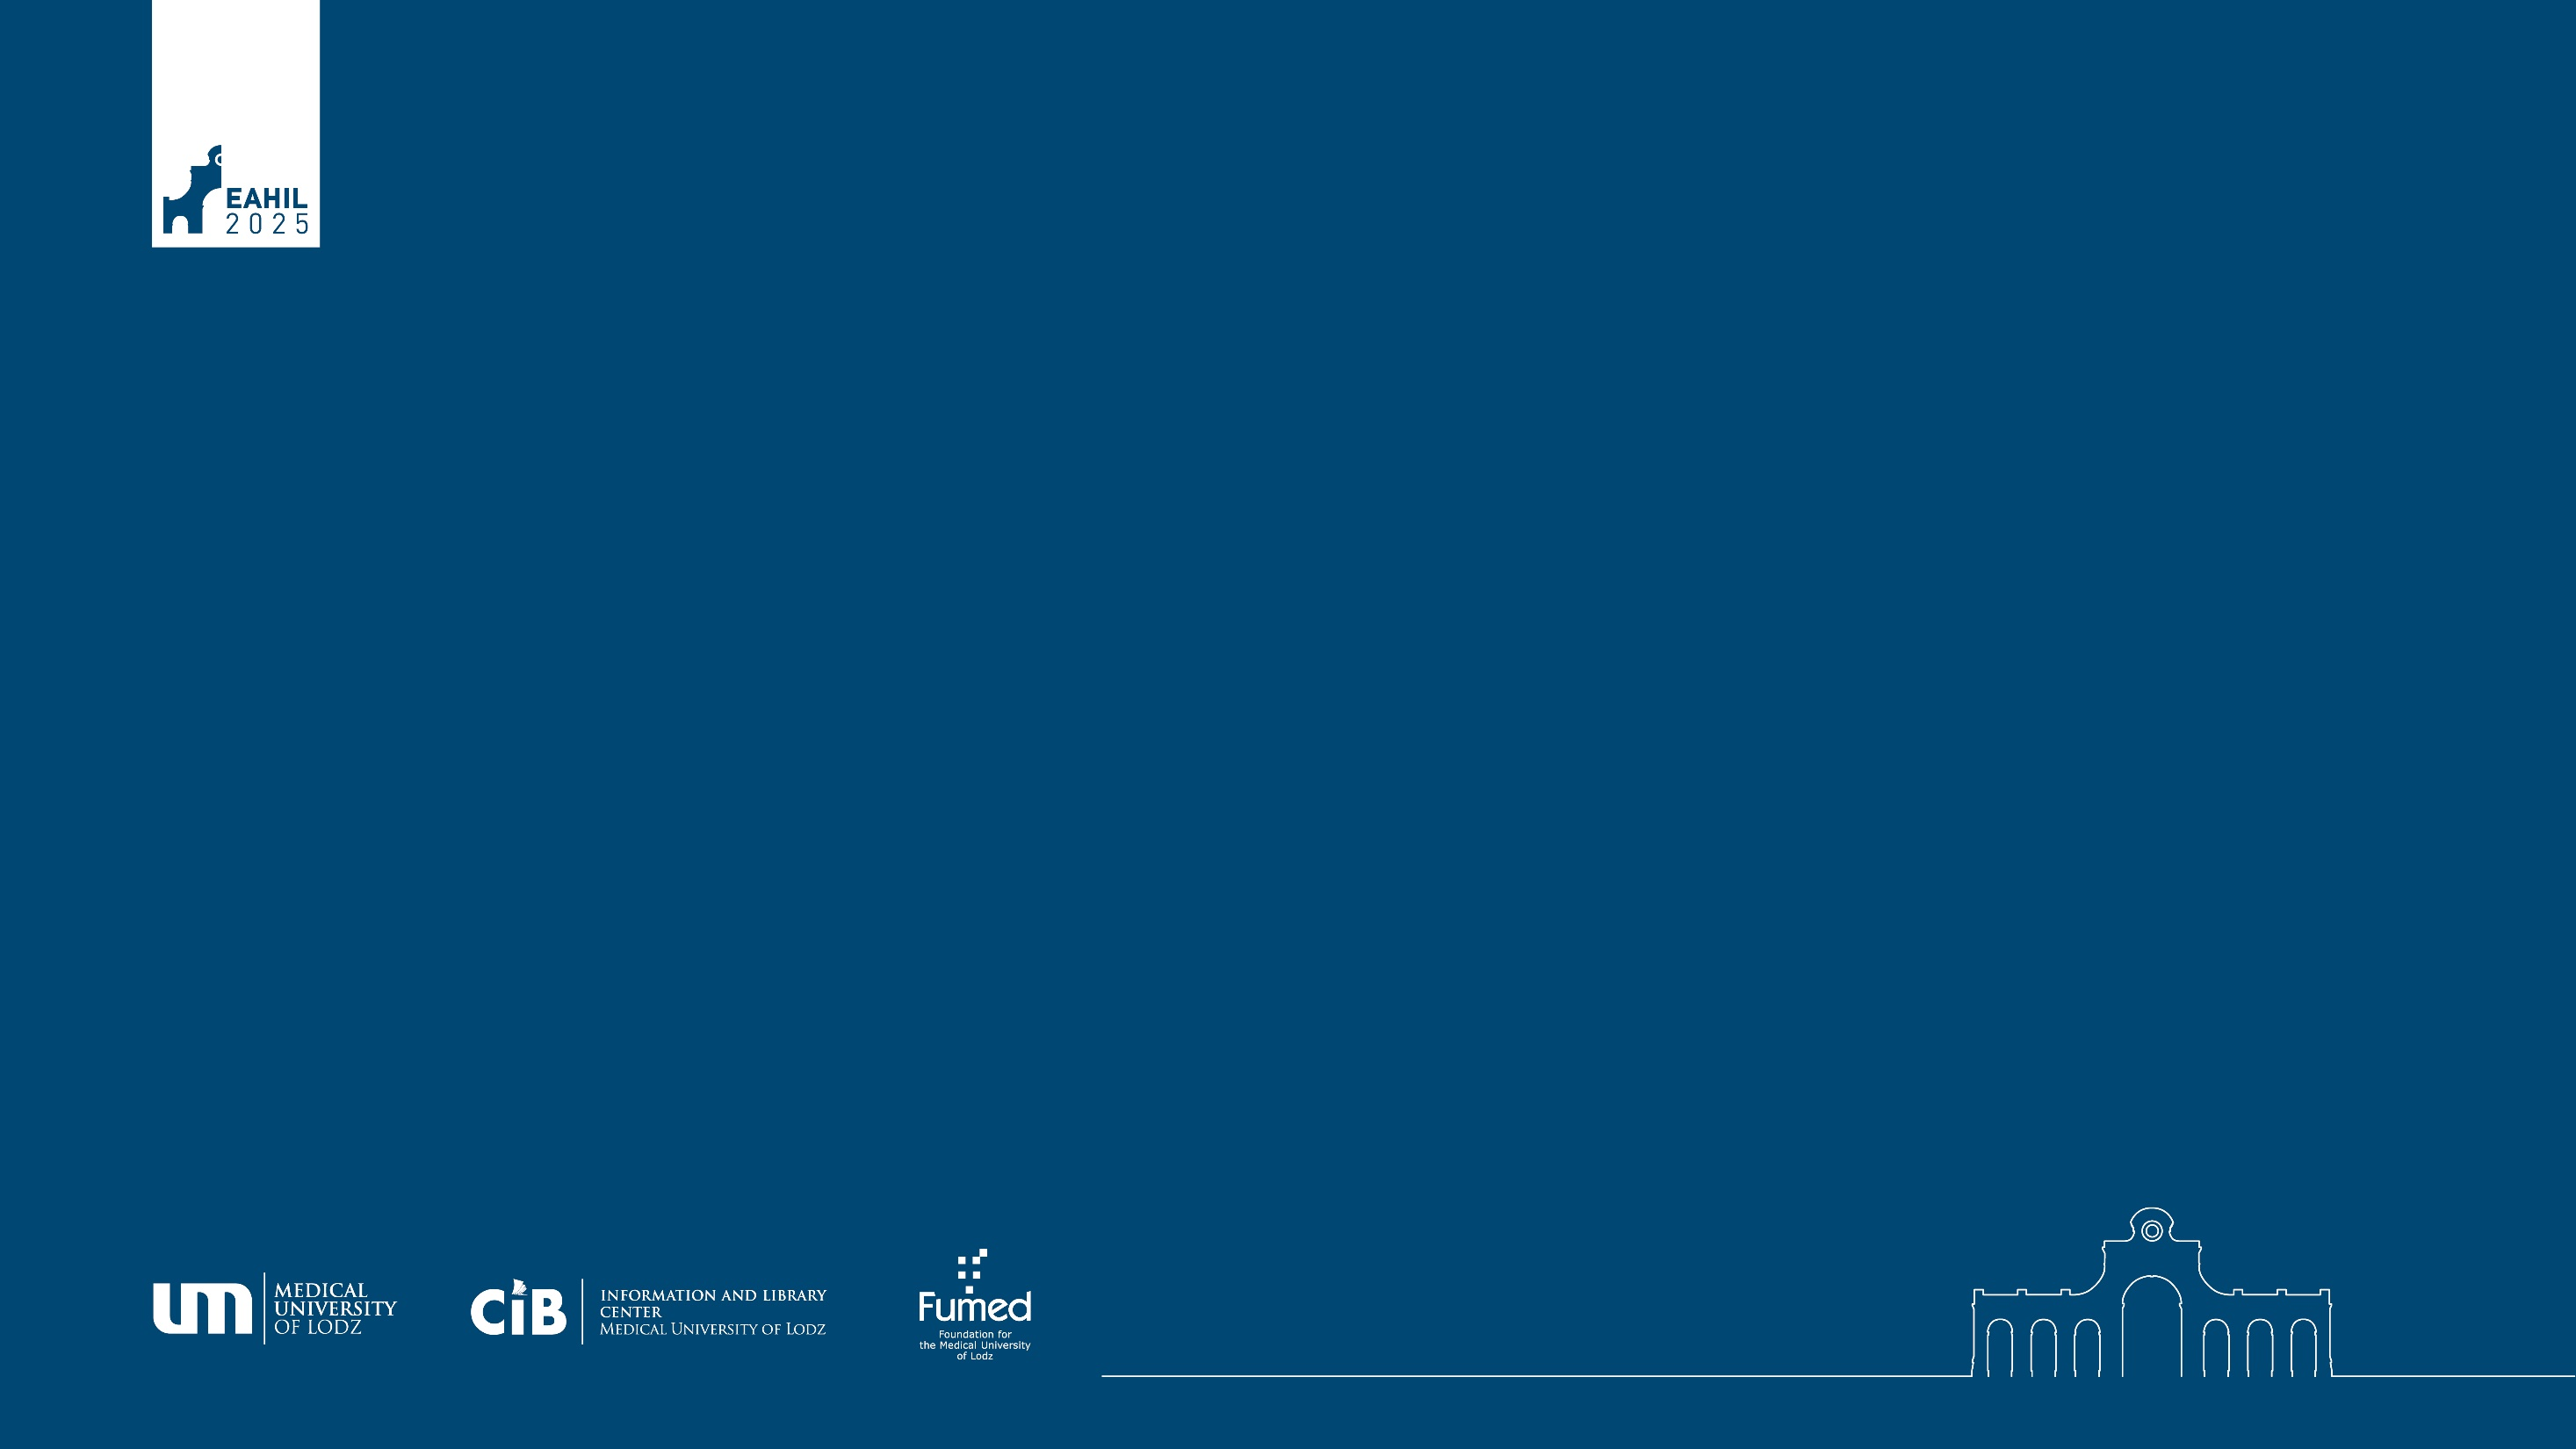 EAHIL
2025
um
MEDICAL
UNIVERSITY
OF LODZ
CiB
INFORMATION AND LIBRARY
CENTER
MEDICAL UNIVERSITY OF LODZ
Fumed
Foundation for
the Medical University
of Lodz